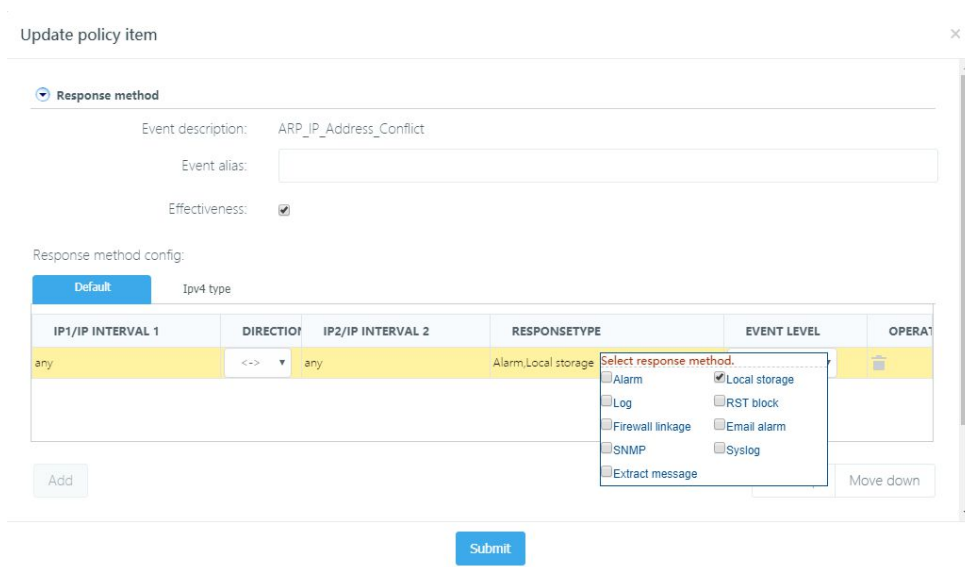 Update policy item
Response method
Event description: ARP_IP_Address_Conflict
Event alias:
Effectiveness:
Response method config:
Default Ipv4 type
IP1/IP INTERVAL 1 DIRECTION IP2/IP INTERVAL 2 RESPONSETYPE EVENT LEVEL OPERAT
any <-> any Alarm,Local storage
Select response method.
Alarm Local storage
Log RST block
Firewall linkage Email alarm
SNMP Syslog
Extract message
Add Move down
Submit